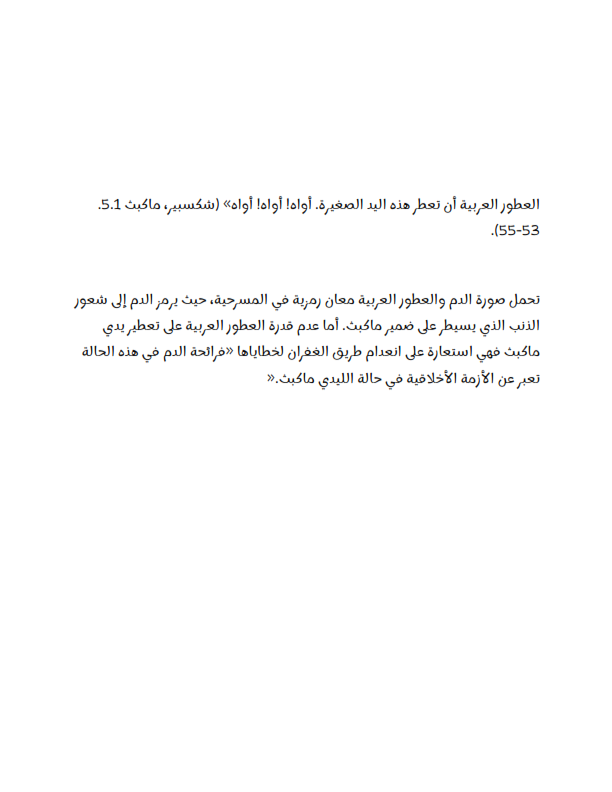 العطور العربية أن تعطر هذه اليد الصغيرة. أواه! أواه! أواه» (شكسبير، ماكبث 5.1.
53-55).
تحمل صورة الدم والعطور العربية معان رمزية في المسرحية، حيث يرمز الدم إلى شعور
الذنب الذي يسيطر على ضمير ماكبث. أما عدم قدرة العطور العربية على تعطير يدي
ماكبث فهي استعارة على انعدام طريق الغفران لخطاياها «فرائحة الدم في هذه الحالة
تعبر عن الأزمة الأخلاقية في حالة الليدي ماكبث.»